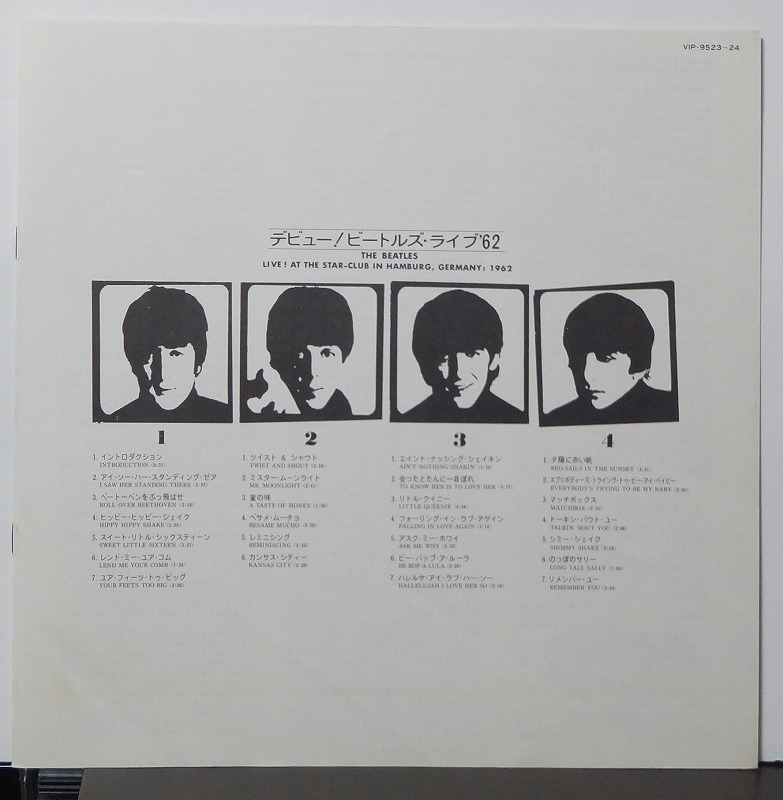 VIP-9523~24
デビュー!ビートルズ・ライブ'62
THE BEATLES
LIVE! AT THE STAR-CLUB IN HAMBURG, GERMANY: 1962
1
1. イントロダクション
INTRODUCTION
2. アイ・ソー・ハー・スタンディング・ゼア
I SAW HER STANDING THERE
3. ベートーベンをぶっ飛ばせ
ROLL OVER BEETHOVEN
4. ヒッピー・ヒッピー・シェイク
HIPPY HIPPY SHAKE
5. スイート・リトル・シックスティーン
SWEET LITTLE SIXTEEN
6. レンド・ミー・ユア・コム
LEND ME YOUR COMB
7. ユア・フィーツ・トゥ・ビッグ
YOUR FEET'S TOO BIG
2
1. ツイスト & シャウト
TWIST AND SHOUT
2. ミスター・ムーンライト
MR. MOONLIGHT
3. 蜜の味
A TASTE OF HONEY
4. ベサメ・ムーチョ
BESAME MUCHO
5. レミニシング
REMINISCING
6. カンサス・シティー
KANSAS CITY
3
1. エイント・ナッシング・シェイキン
AIN'T NOTHING SHAKIN'
2. 会ったとたんに一目ぼれ
TO KNOW HER IS TO LOVE HER
3. リトル・クイニー
LITTLE QUEENIE
4. フォーリング・イン・ラブ・アゲイン
FALLING IN LOVE AGAIN
5. アスク・ミー・ホワイ
ASK ME WHY
6. ビー・バップ・ア・ルーラ
BE-BOP-A-LULA
7. ハレルヤ・アイ・ラブ・ハー・ソー
HALLELUJAH I LOVE HER SO
4
1. 夕陽に赤い帆
RED SAILS IN THE SUNSET
2. エブリボディーズ・トライング・トゥ・ビー・マイ・ベイビー
EVERYBODY'S TRYING TO BE MY BABY
3. マッチボックス
MATCHBOX
4. トーキン・バウト・ユー
TALKIN' 'BOUT YOU
5. シミー・シェイク
SHIMMY SHAKE
6. のっぽのサリー
LONG TALL SALLY
7. リメンバー・ユー
REMEMBER YOU